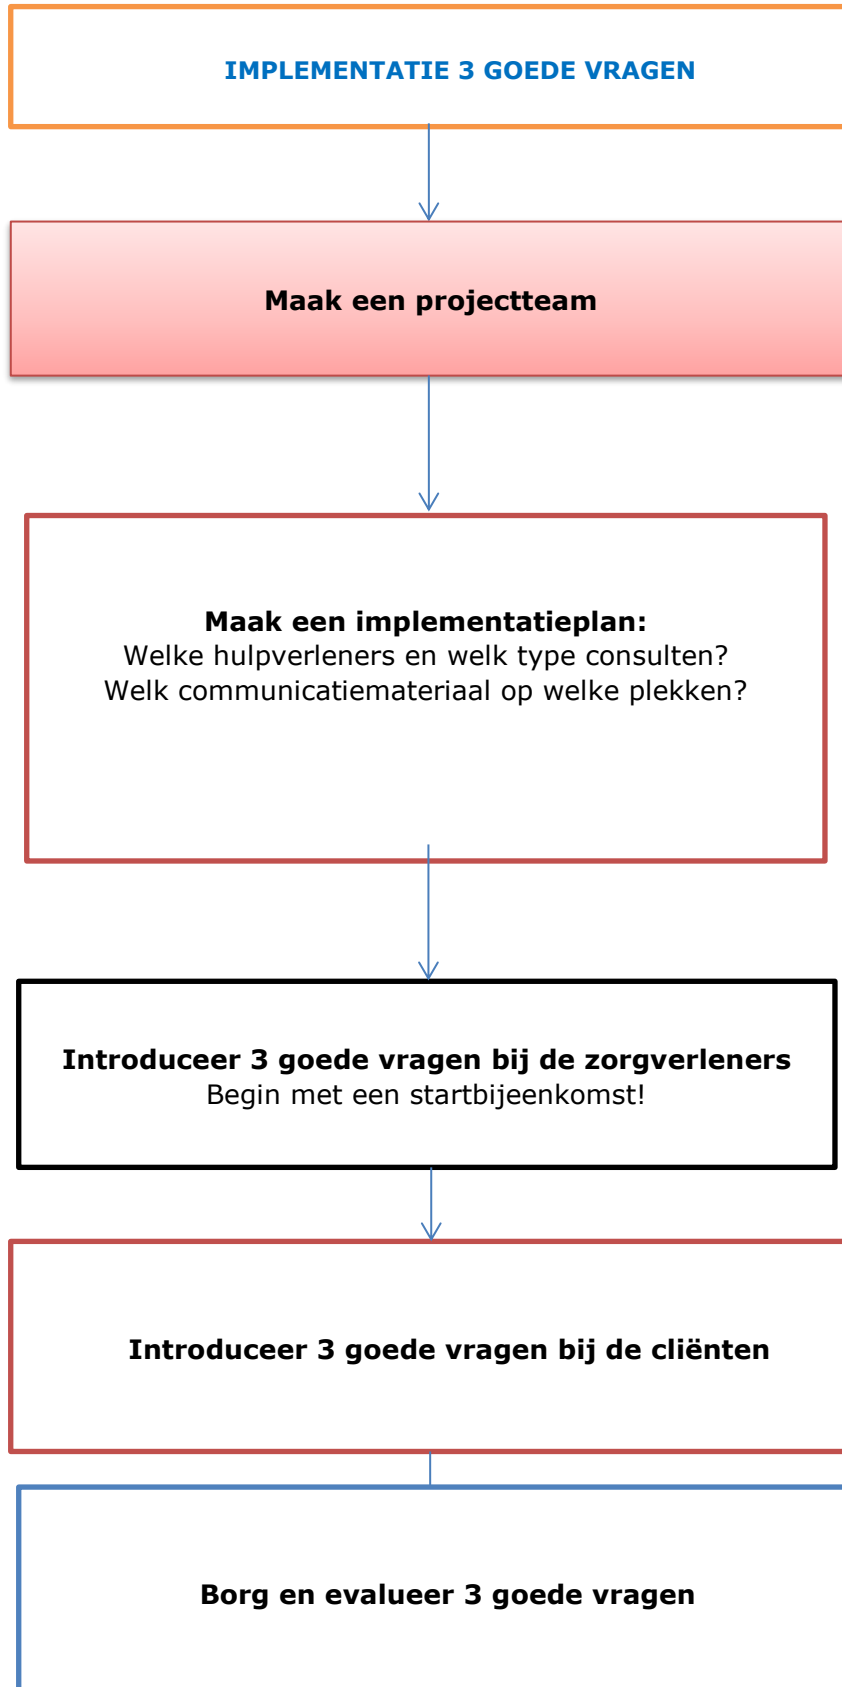 IMPLEMENTATIE 3 GOEDE VRAGEN
Maak een projectteam
Maak een implementatieplan:
Welke hulpverleners en welk type consulten?
Welk communicatiemateriaal op welke plekken?
Introduceer 3 goede vragen bij de zorgverleners
Begin met een startbijeenkomst!
Introduceer 3 goede vragen bij de cliënten
Borg en evalueer 3 goede vragen